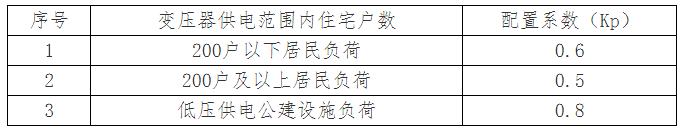 序号 变压器供电范围内住宅户数 配置系数（Kp）
1 200户以下居民负荷 0.6
2 200户及以上居民负荷 0.5
3 低压供电公建设施负荷 0.8